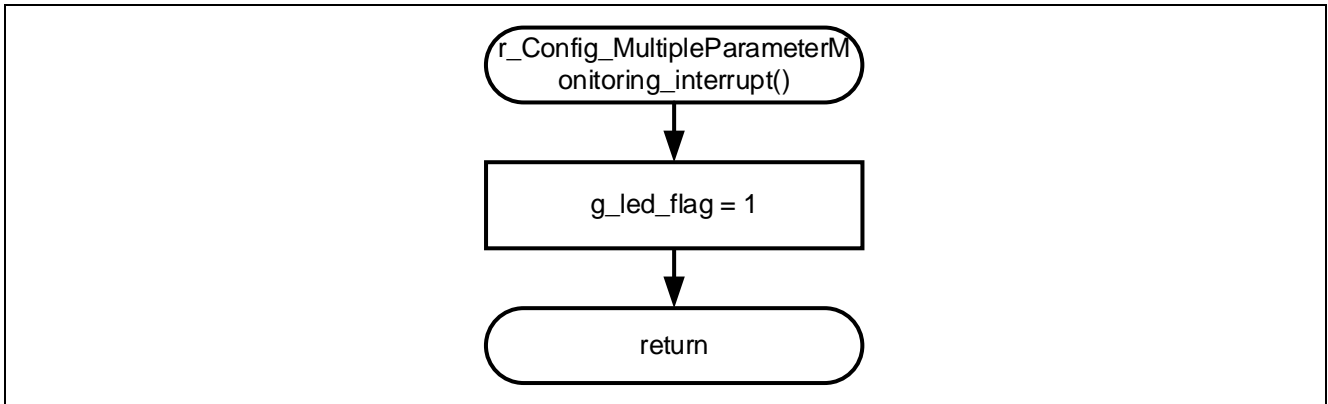 r_Config_MultipleParameterM
onitoring_interrupt()
g_led_flag = 1
return